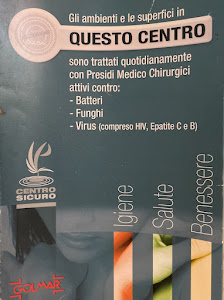 Gli ambienti e le superfici in
QUESTO CENTRO
sono trattati quotidianamente
con Presidi Medico Chirurgici
attivi contro:
- Batteri
- Funghi
- Virus (compreso HIV, Epatite C e B)
CENTRO
SICURO
Igiene
Salute
Benessere
GOLMAR